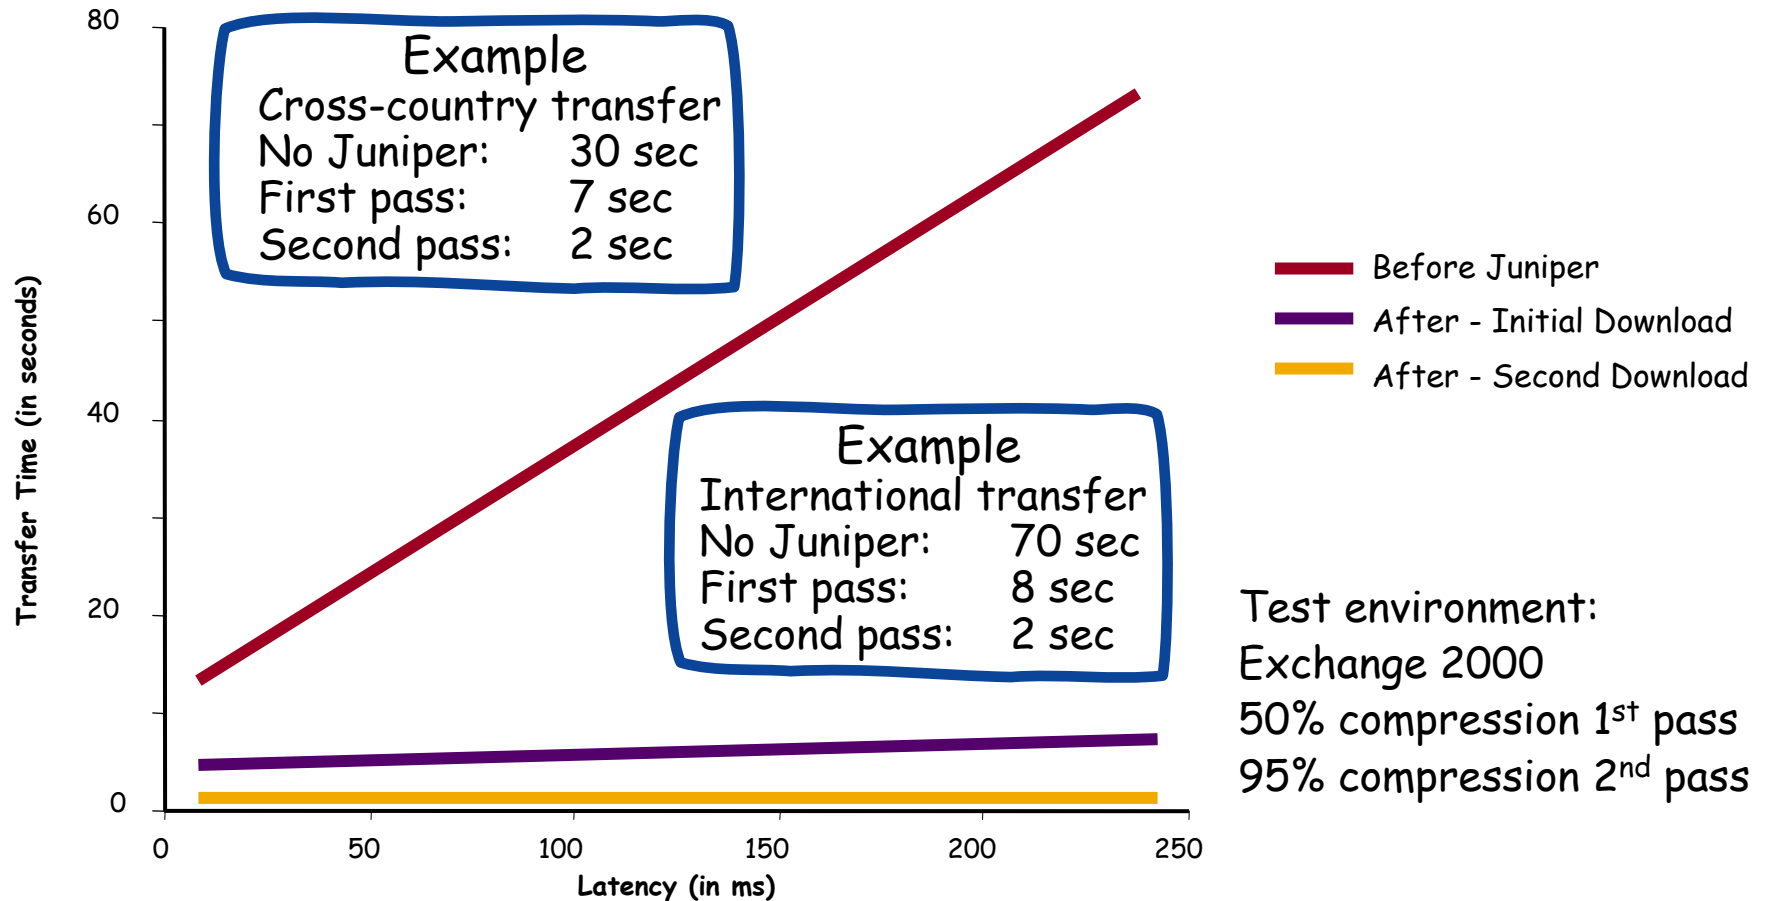 80
60
40
20
0
Transfer Time (in seconds)
Example
Cross-country transfer
No Juniper: 30 sec
First pass: 7 sec
Second pass: 2 sec
Example
International transfer
No Juniper: 70 sec
First pass: 8 sec
Second pass: 2 sec
0 50 100 150 200 250
Latency (in ms)
Before Juniper
After - Initial Download
After - Second Download
Test environment:
Exchange 2000
50% compression 1st pass
95% compression 2nd pass